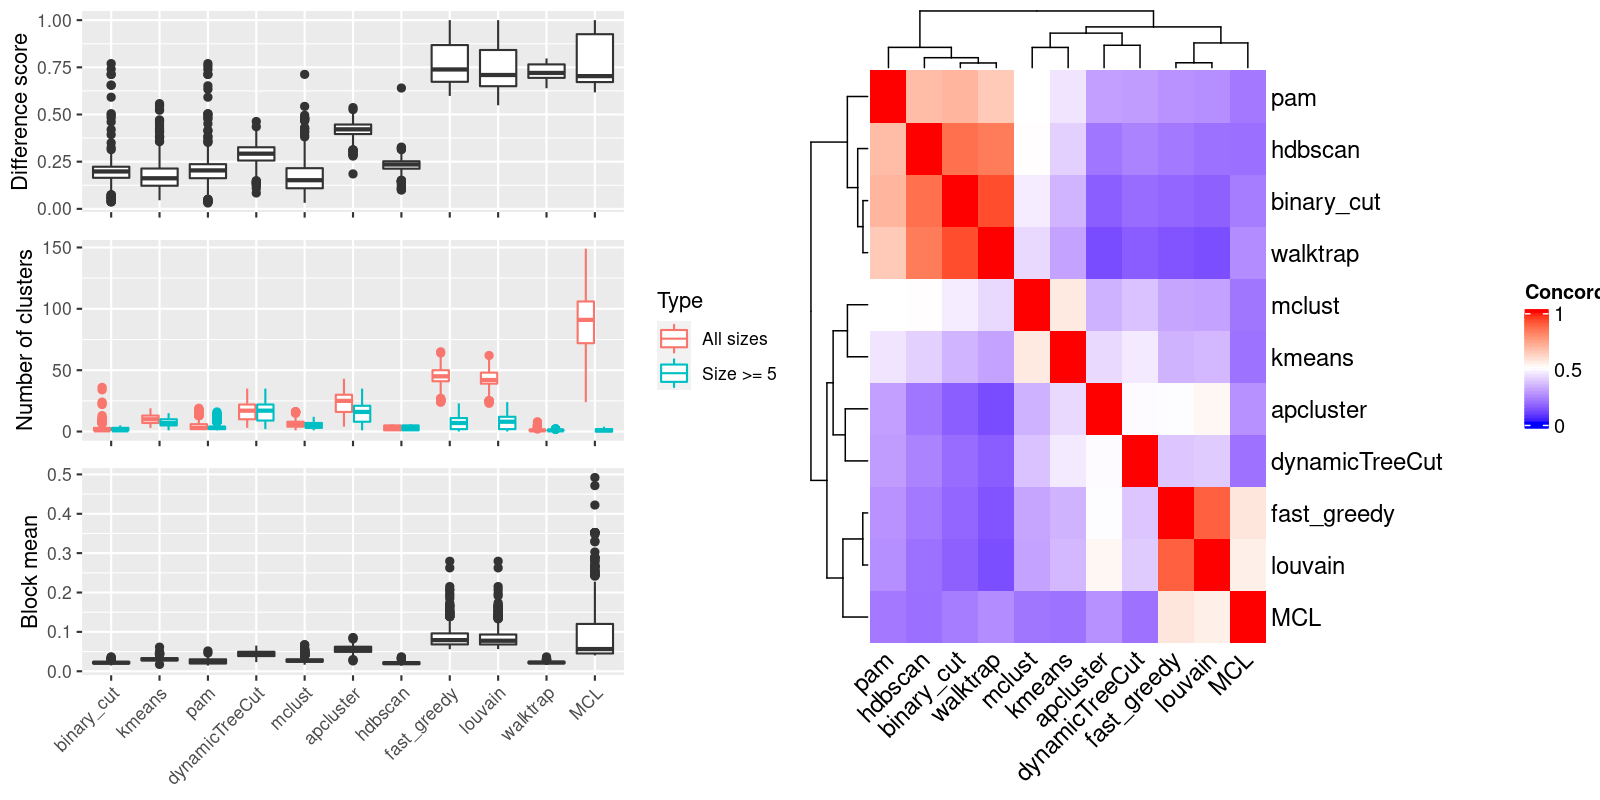 Difference score
1.00
0.75
0.50
0.25
0.00
Number of clusters
150
100
50
0
Block mean
0.5
0.4
0.3
0.2
0.1
0.0
binary_cut
kmeans
pam
dynamicTreeCut
mclust
apcluster
hdbscan
fast_greedy
louvain
walktrap
MCL
Type
All sizes
Size >= 5
pam
hdbscan
binary_cut
walktrap
mclust
kmeans
apcluster
dynamicTreeCut
fast_greedy
louvain
MCL
pam
hdbscan
binary_cut
walktrap
mclust
kmeans
apcluster
dynamicTreeCut
fast_greedy
louvain
MCL
Concord
1
0.5
0